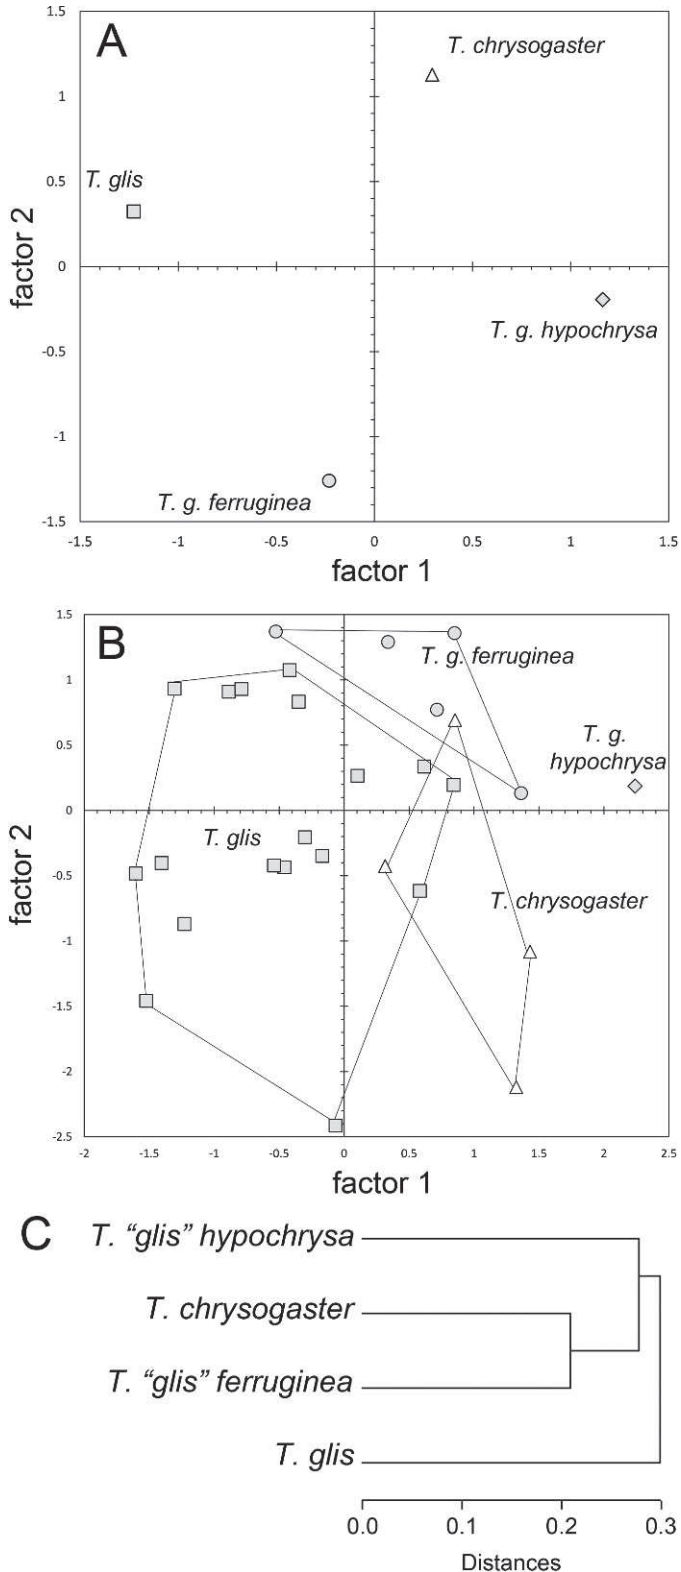 A
T. chrysogaster
T. glis
T. g. hypochrysa
T. g. ferruginea
factor 2
1.5
1
0.5
0
-0.5
-1
-1.5
-1.5 -1 -0.5 0 0.5 1 1.5
factor 1
B
T. g. ferruginea
T. g.
hypochrysa
T. glis
T. chrysogaster
factor 2
1.5
1
0.5
0
-0.5
-1
-1.5
-2
-2.5
-2 -1.5 -1 -0.5 0 0.5 1 1.5 2 2.5
factor 1
C
T. “glis” hypochrysa
T. chrysogaster
T. “glis” ferruginea
T. glis
0.0 0.1 0.2 0.3
Distances